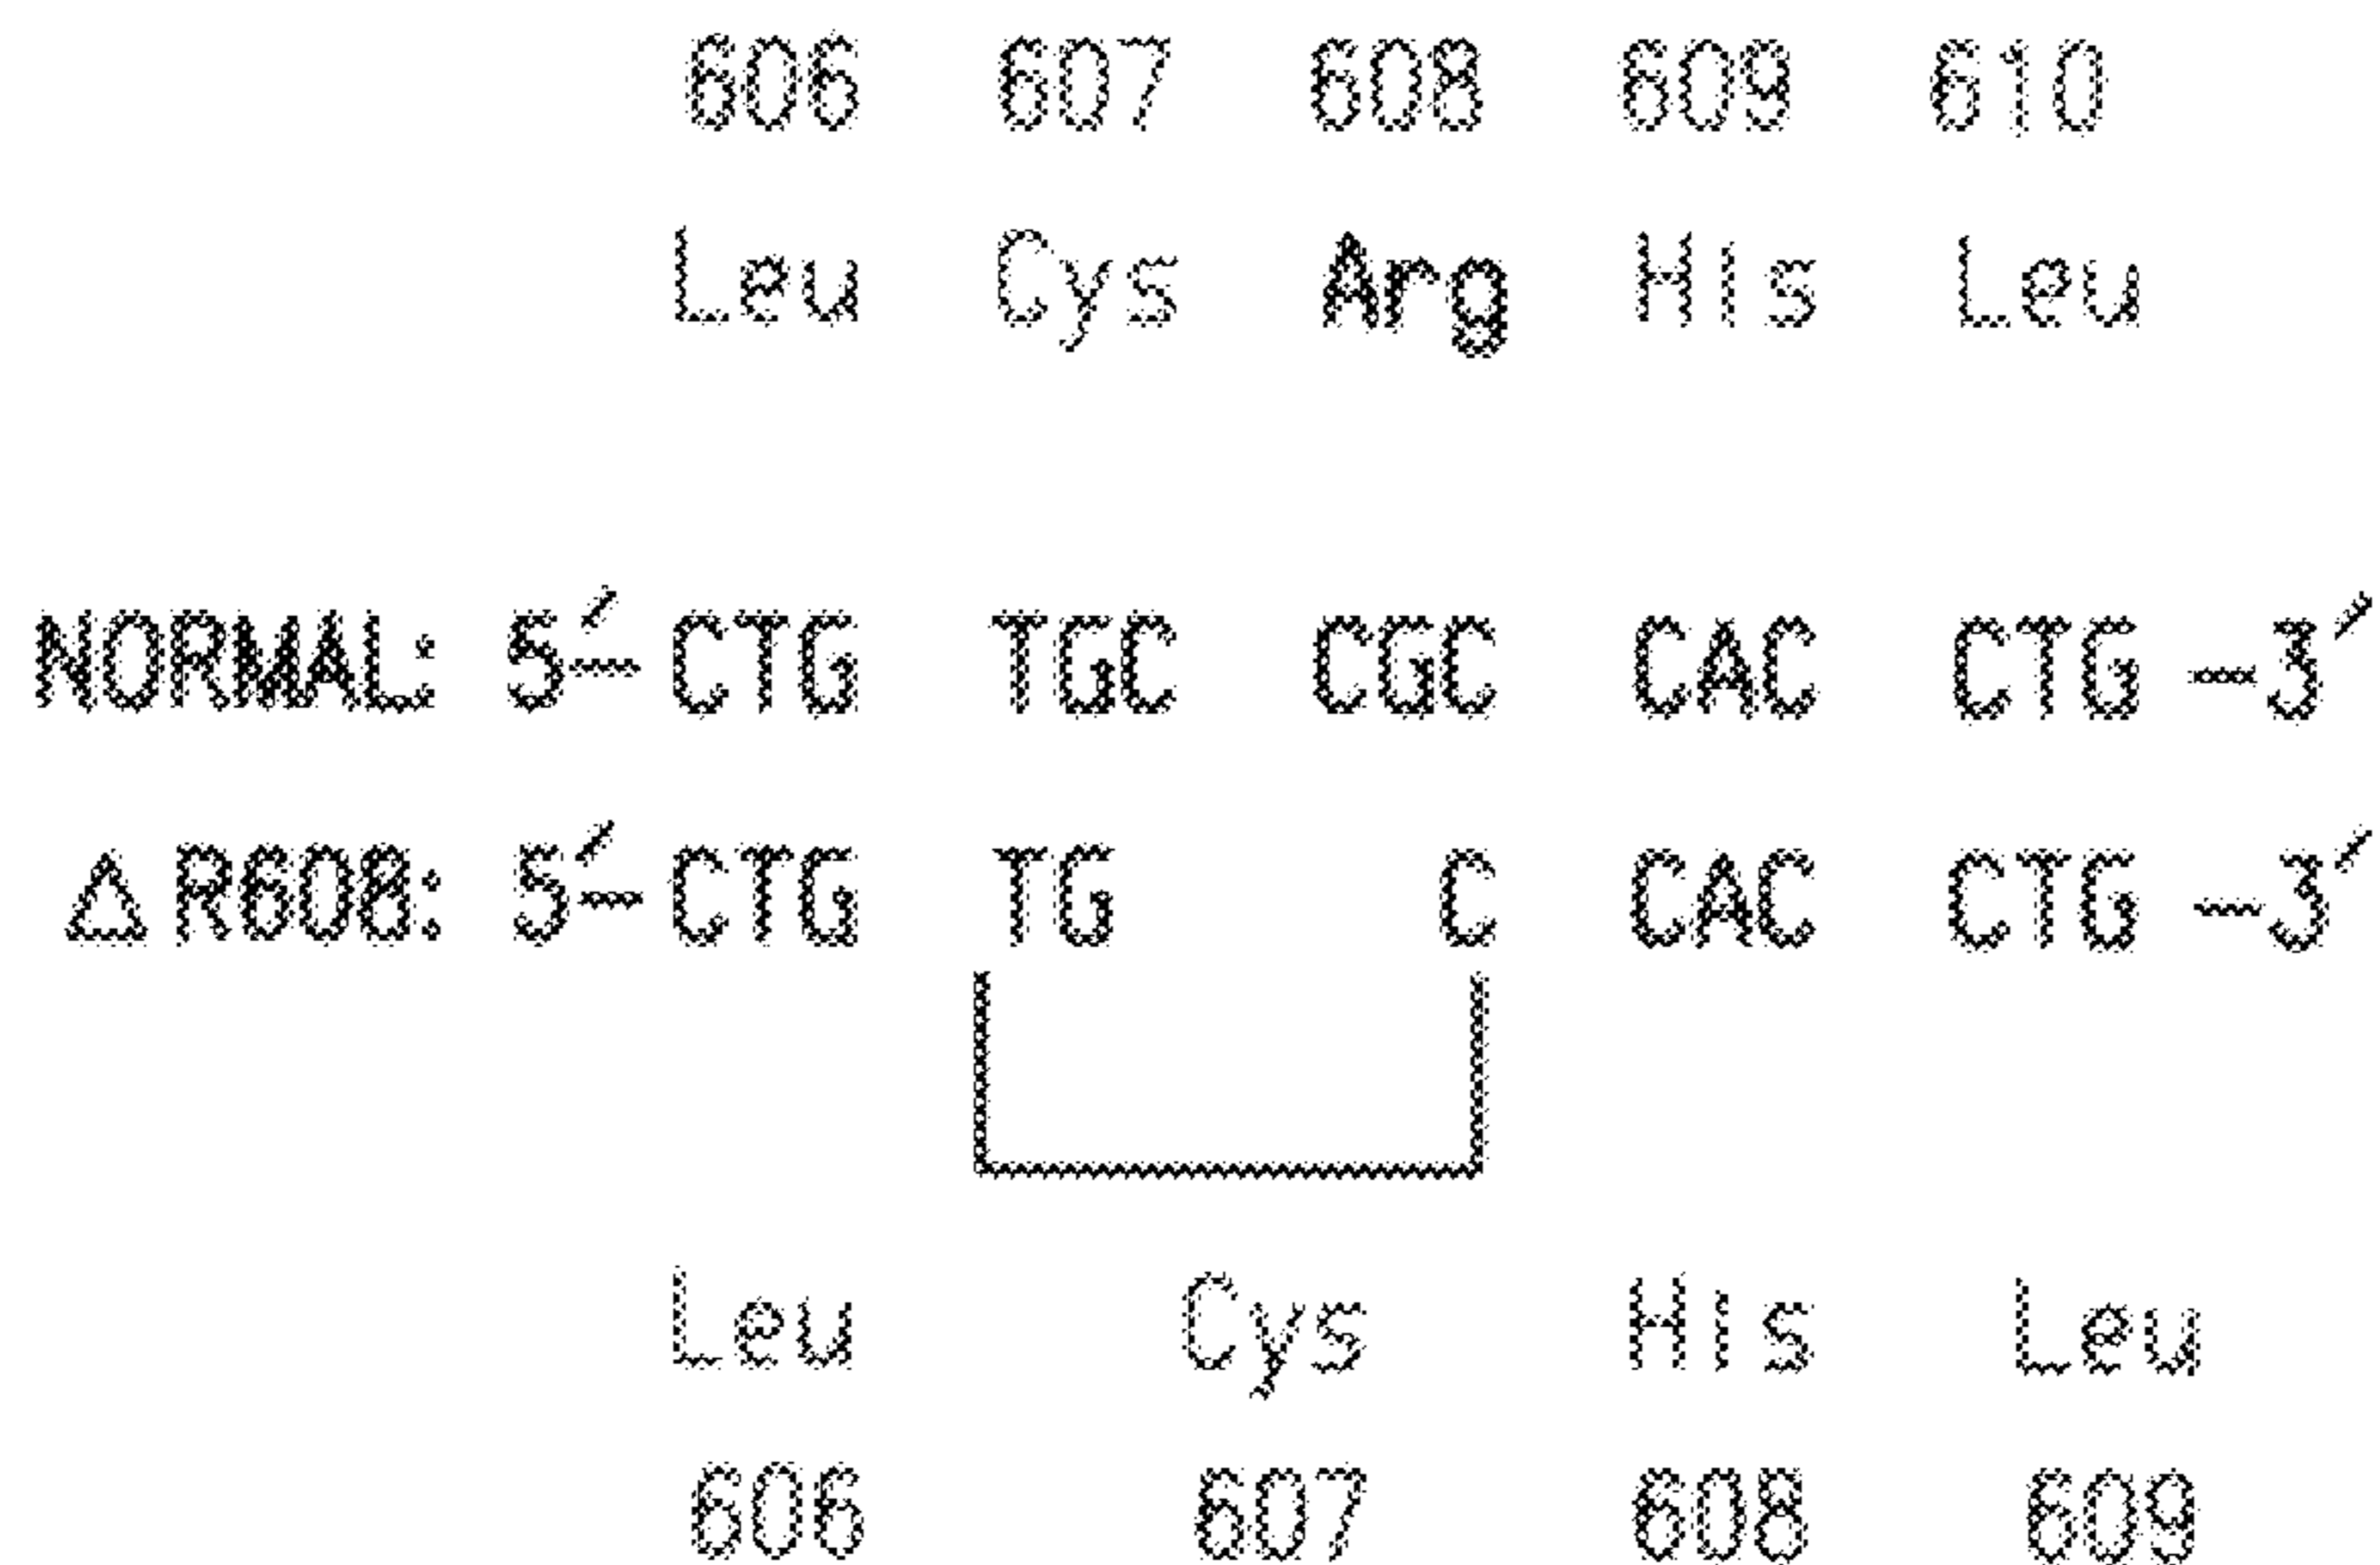 606 607 608 609 610
Leu Cys Arg His Leu
NORMAL: 5′– CTG TGC CGC CAC CTG –3′
△ R608: 5′– CTG TG C CAC CTG –3′
Leu Cys His Leu
606 607 608 609